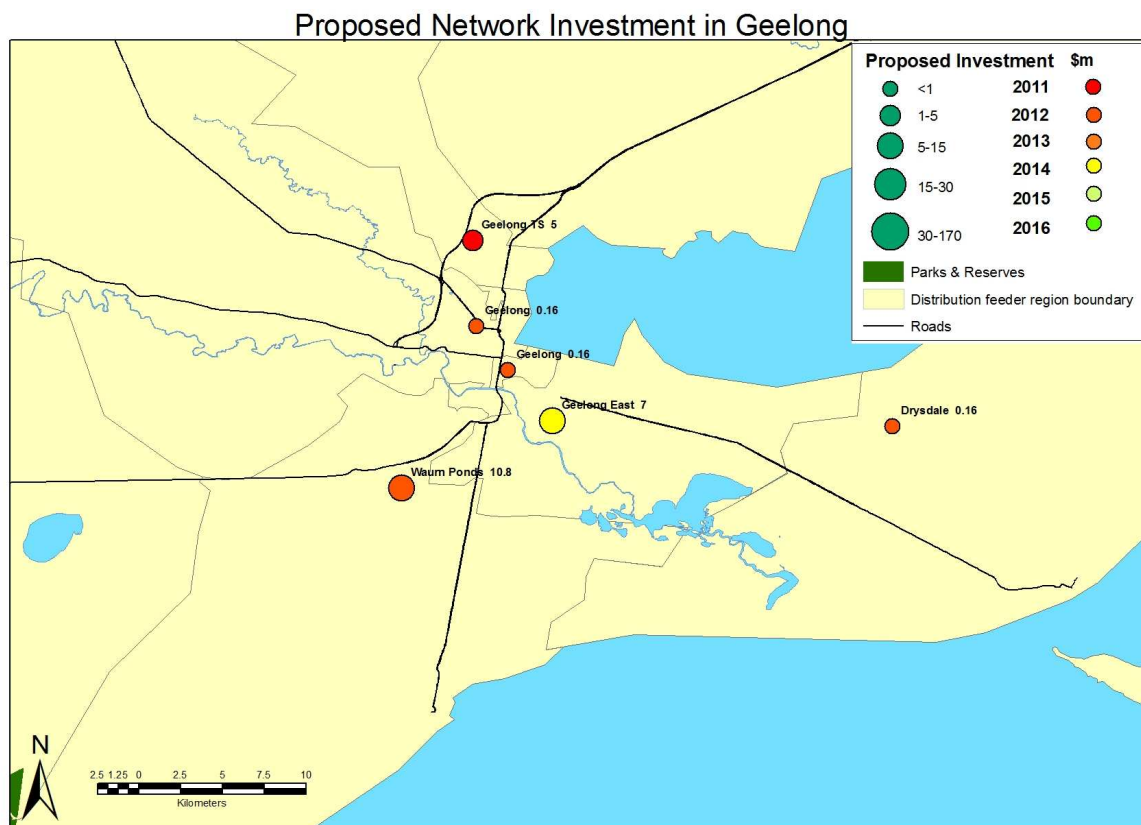 Proposed Network Investment in Geelong
Proposed Investment $m
<1 2011
1-5 2012
5-15 2013
2014
15-30 2015
30-170 2016
Parks & Reserves
Distribution feeder region boundary
Roads
Geelong TS 5
Geelong 0.16
Geelong 0.16
Geelong East 7
Drysdale 0.16
Waurn Ponds 10.8
N
2.5 1.25 0 2.5 5 7.5 10
Kilometers